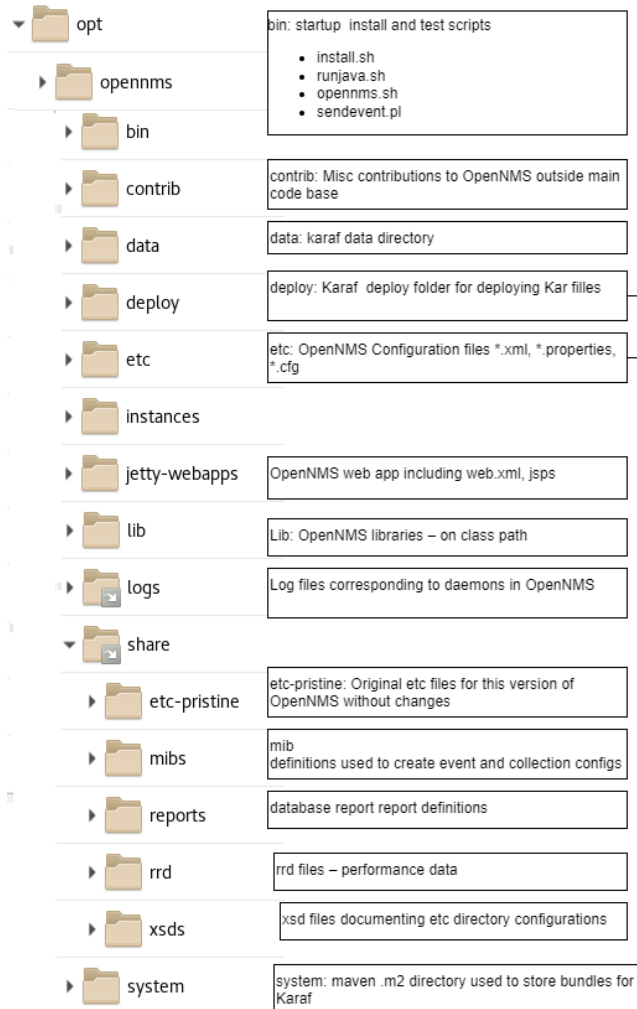 opt
bin: startup  install and test scripts
• install.sh
• runjava.sh
• opennms.sh
• sendevent.pl
opennms
bin
contrib
contrib: Misc contributions to OpenNMS outside main
code base
data
data: karaf data directory
deploy
deploy: Karaf  deploy folder for deploying Kar filles
etc
etc: OpenNMS Configuration files *.xml, *.properties,
*.cfg
instances
jetty-webapps
OpenNMS web app including web.xml, jsps
lib
Lib: OpenNMS libraries – on class path
logs
Log files corresponding to daemons in OpenNMS
share
etc-pristine
etc-pristine: Original etc files for this version of
OpenNMS without changes
mibs
mib
definitions used to create event and collection configs
reports
database report report definitions
rrd
rrd files – performance data
xsds
xsd files documenting etc directory configurations
system
system: maven .m2 directory used to store bundles for
Karaf